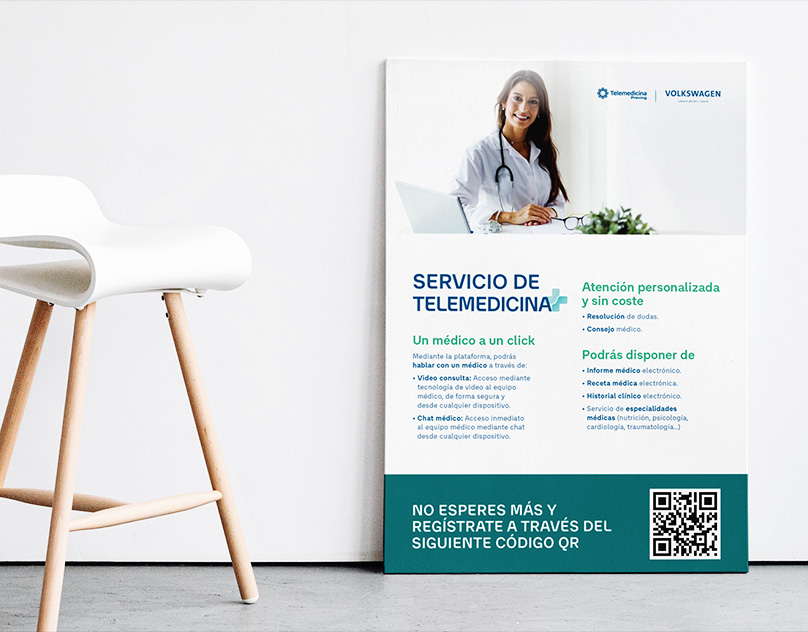 Telemedicina
Preving
VOLKSWAGEN
SERVICIO DE
TELEMEDICINA
Un médico a un click
Mediante la plataforma, podrás
hablar con un médico a través de:
• Video consulta: Acceso mediante
tecnología de vídeo al equipo
médico, de forma segura y
desde cualquier dispositivo.
• Chat médico: Acceso inmediato
al equipo médico mediante chat
desde cualquier dispositivo.
Atención personalizada
y sin coste
• Resolución de dudas.
• Consejo médico.
Podrás disponer de
• Informe médico electrónico.
• Receta médica electrónica.
• Historial clínico electrónico.
• Servicio de especialidades
médicas (nutrición, psicología,
cardiología, traumatología...)
NO ESPERES MÁS Y
REGÍSTRATE A TRAVÉS DEL
SIGUIENTE CÓDIGO QR